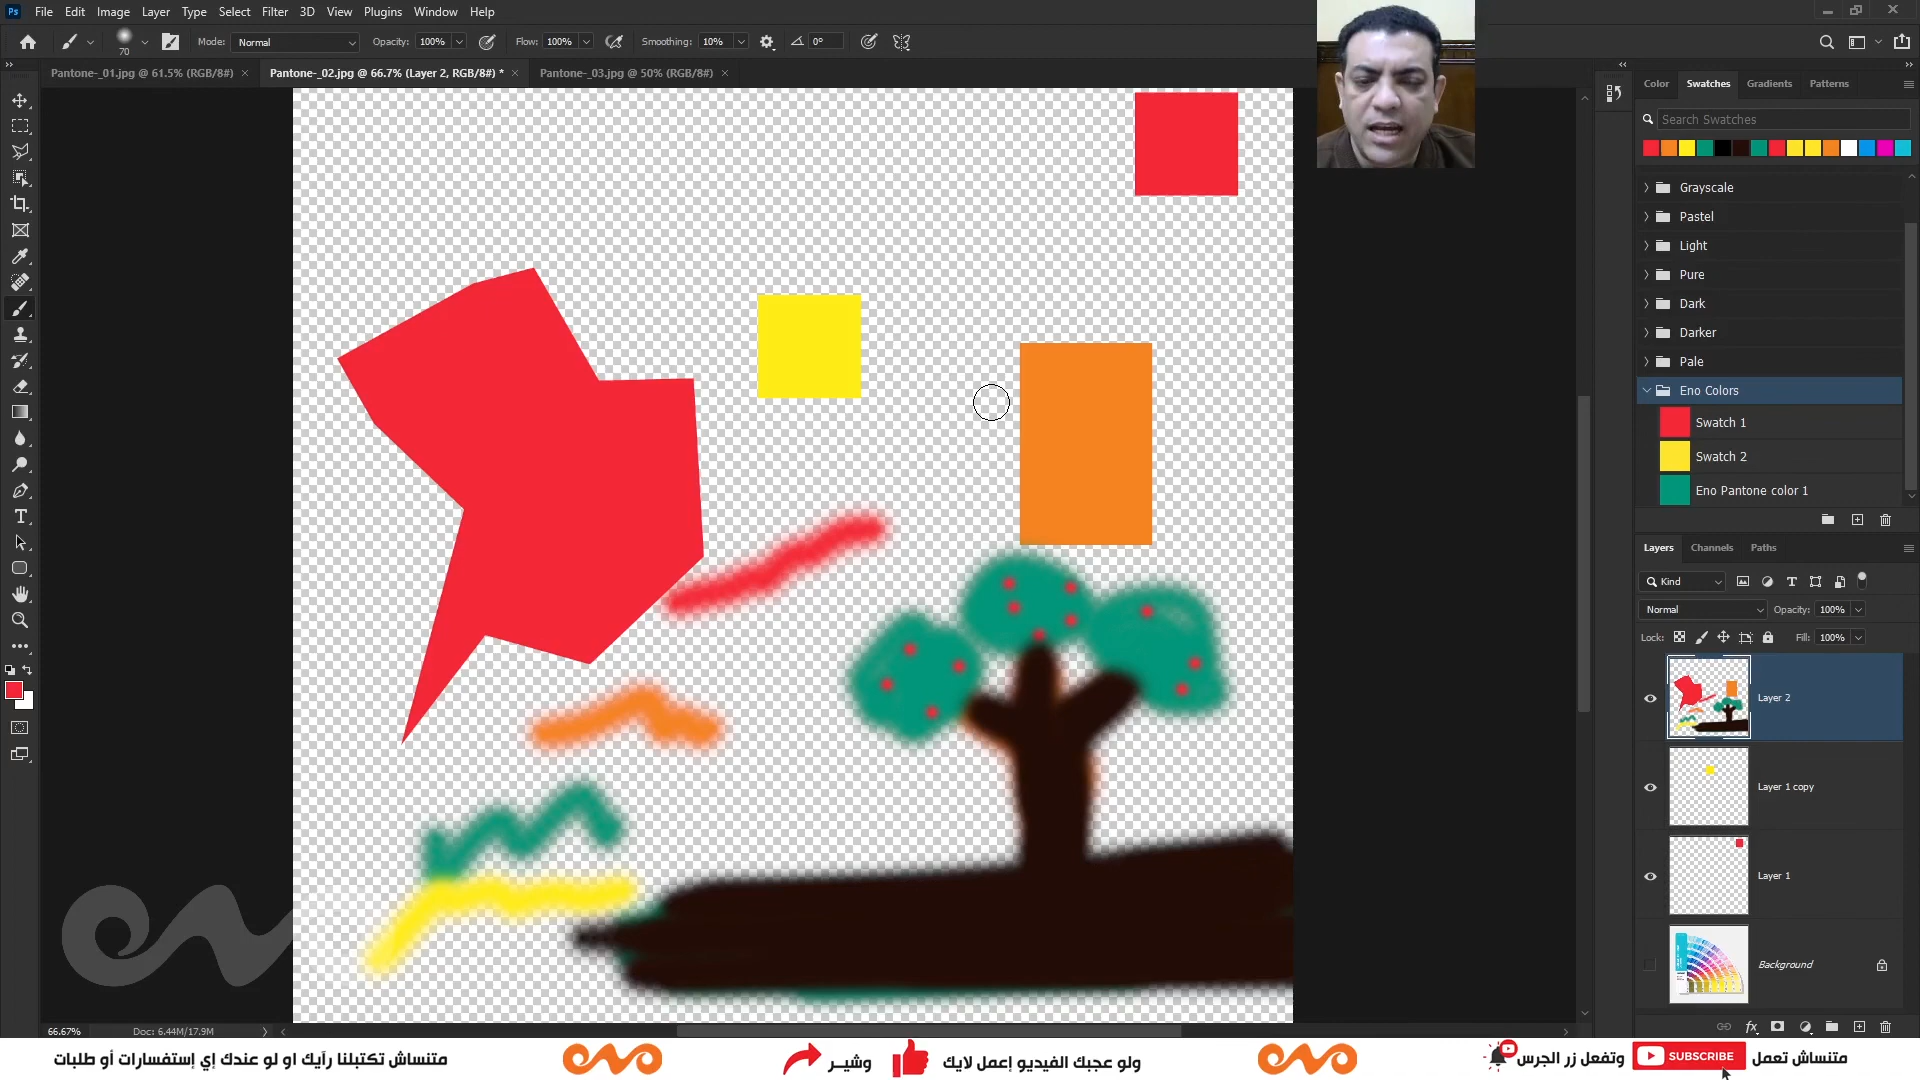 Ps File Edit Image Layer Type Select Filter 3D View Plugins Window Help
70 Mode: Normal Opacity: 100% Flow: 100% Smoothing: 10% 0°
Pantone-_01.jpg @ 61.5% (RGB/8#) × Pantone-_02.jpg @ 66.7% (Layer 2, RGB/8#) * × Pantone-_03.jpg @ 50% (RGB/8#) ×
Color Swatches Gradients Patterns
Search Swatches
Grayscale
Pastel
Light
Pure
Dark
Darker
Pale
Eno Colors
Swatch 1
Swatch 2
Eno Pantone color 1
Layers Channels Paths
Kind
Normal Opacity: 100%
Lock: Fill: 100%
Layer 2
Layer 1 copy
Layer 1
Background
66.67% Doc: 6.44M/17.9M
متنساش تعمل SUBSCRIBE وتفعل زر الجرس
ولو عجبك الفيديو إعمل لايك وشيـر
متنساش تكتبلنا رأيك او لو عندك إي إستفسارات أو طلبات